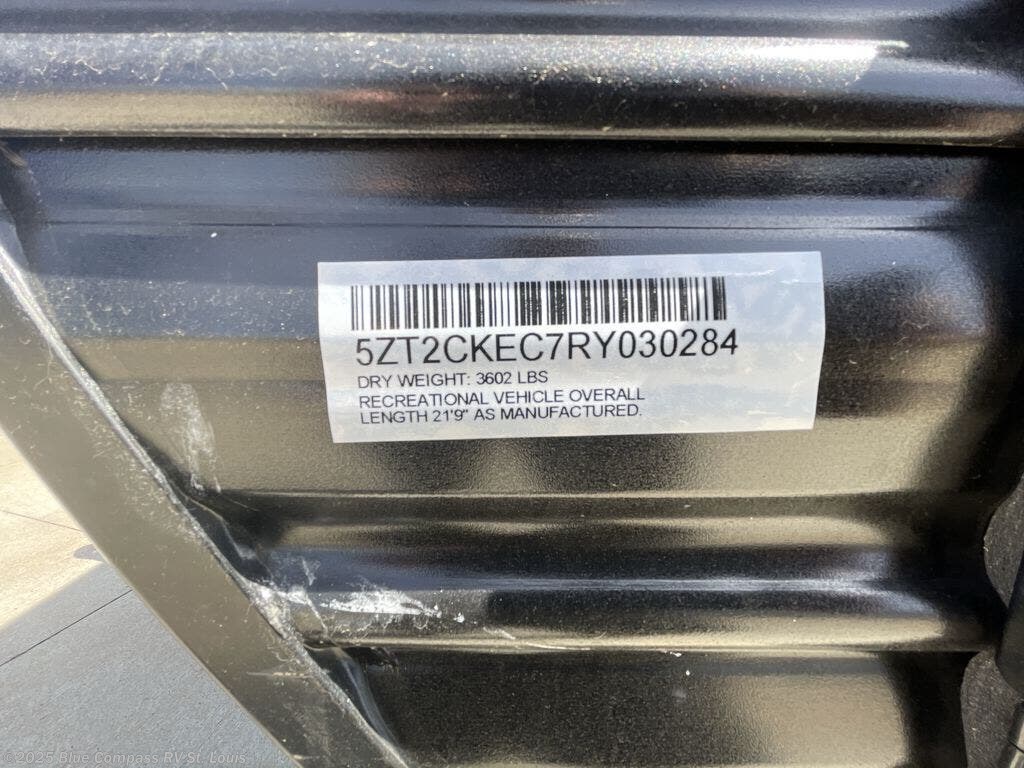 5ZT2CKEC7RY030284
DRY WEIGHT: 3602 LBS
RECREATIONAL VEHICLE OVERALL
LENGTH 21'9" AS MANUFACTURED.
©2025 Blue Compass RV St. Louis